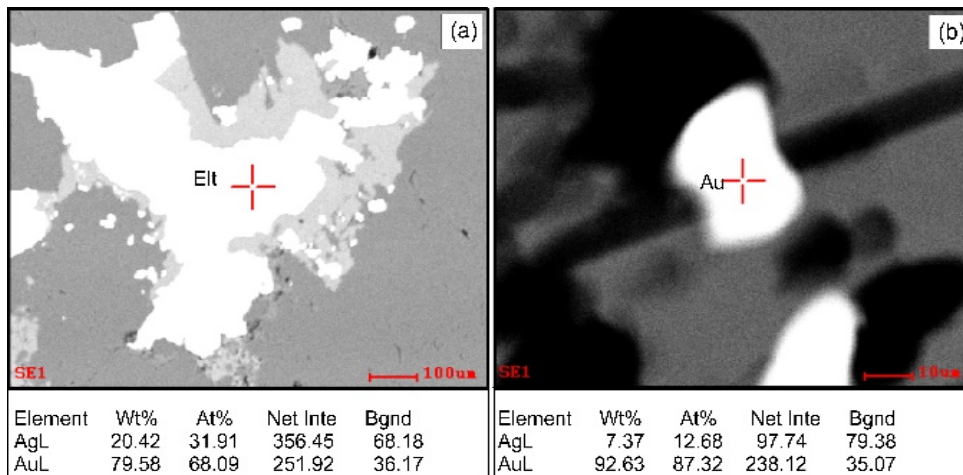 (a)
Elt
SE1
100um
Element Wt% At% Net Inte Bgnd
AgL 20.42 31.91 356.45 68.18
AuL 79.58 68.09 251.92 36.17
(b)
Au
SE1
10um
Element Wt% At% Net Inte Bgnd
AgL 7.37 12.68 97.74 79.38
AuL 92.63 87.32 238.12 35.07